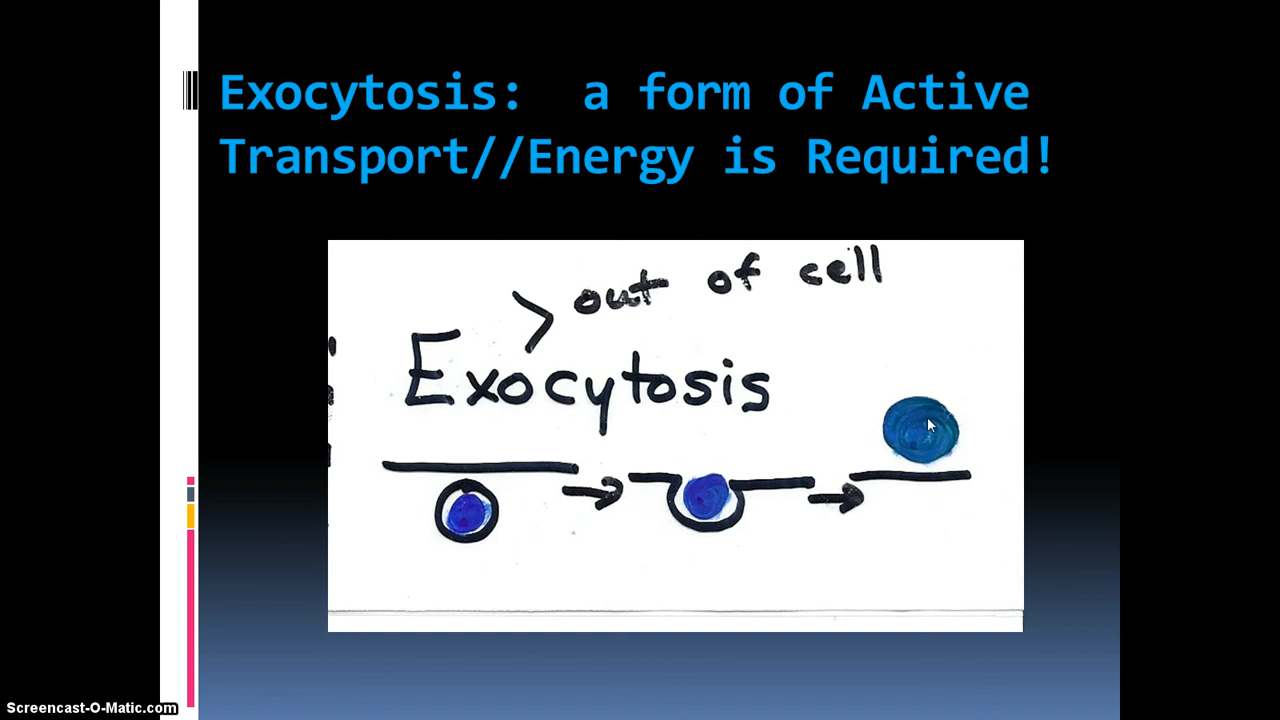 Exocytosis:  a form of Active
Transport//Energy is Required!
> out of cell
Exocytosis
Screencast-O-Matic.com